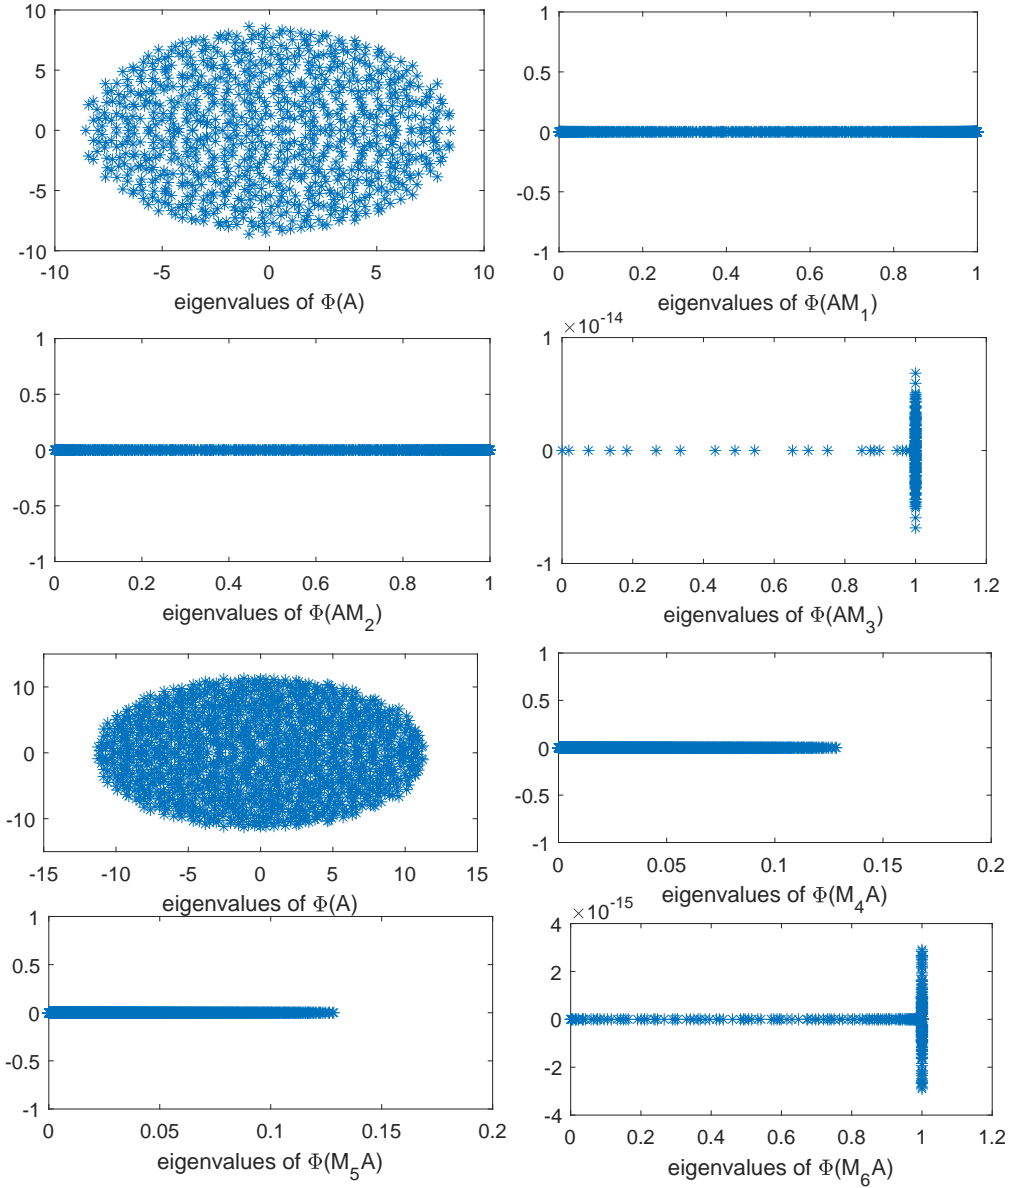 10
5
0
-5
-10
-10 -5 0 5 10
eigenvalues of Φ(A)
1
0.5
0
-0.5
-1
0 0.2 0.4 0.6 0.8 1
eigenvalues of Φ(AM₁)
1
0.5
0
-0.5
-1
0 0.2 0.4 0.6 0.8 1
eigenvalues of Φ(AM₂)
×10⁻¹⁴
1
0
-1
0 0.2 0.4 0.6 0.8 1 1.2
eigenvalues of Φ(AM₃)
10
0
-10
-15 -10 -5 0 5 10 15
eigenvalues of Φ(A)
1
0.5
0
-0.5
-1
0 0.05 0.1 0.15 0.2
eigenvalues of Φ(M₄A)
1
0.5
0
-0.5
-1
0 0.05 0.1 0.15 0.2
eigenvalues of Φ(M₅A)
×10⁻¹⁵
4
2
0
-2
-4
0 0.2 0.4 0.6 0.8 1 1.2
eigenvalues of Φ(M₆A)